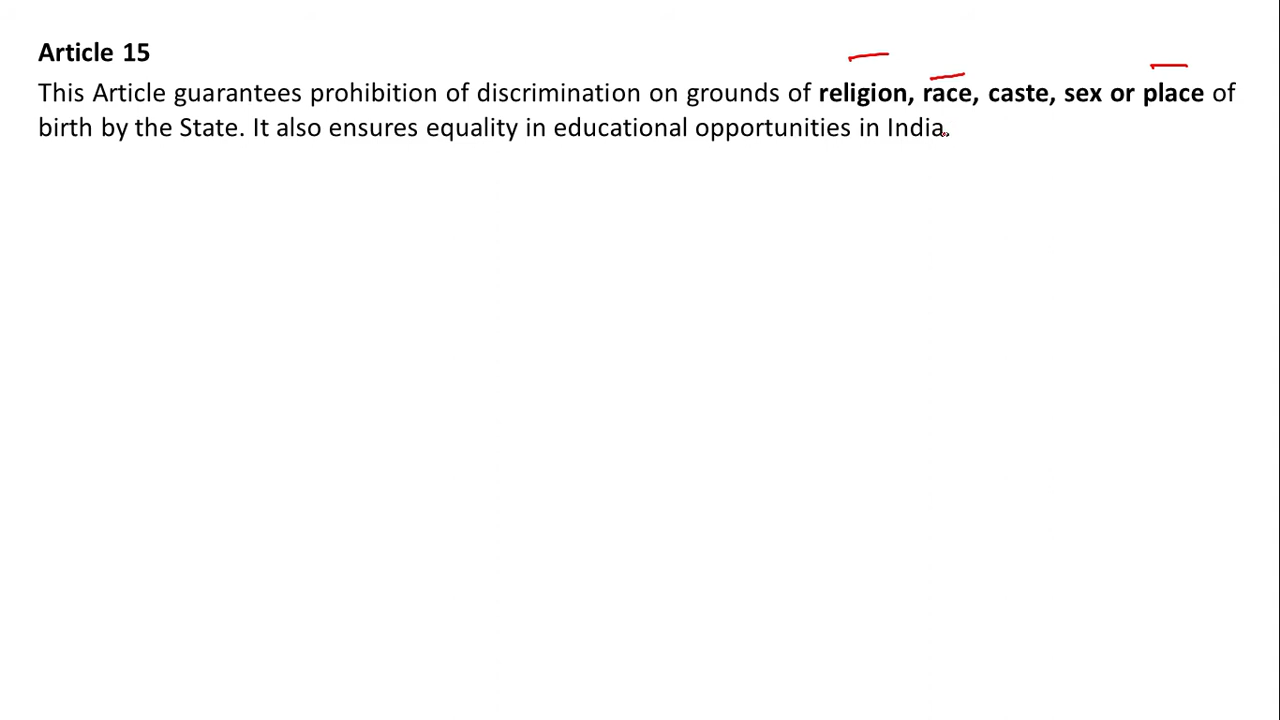 Article 15
This Article guarantees prohibition of discrimination on grounds of religion, race, caste, sex or place of
birth by the State. It also ensures equality in educational opportunities in India.